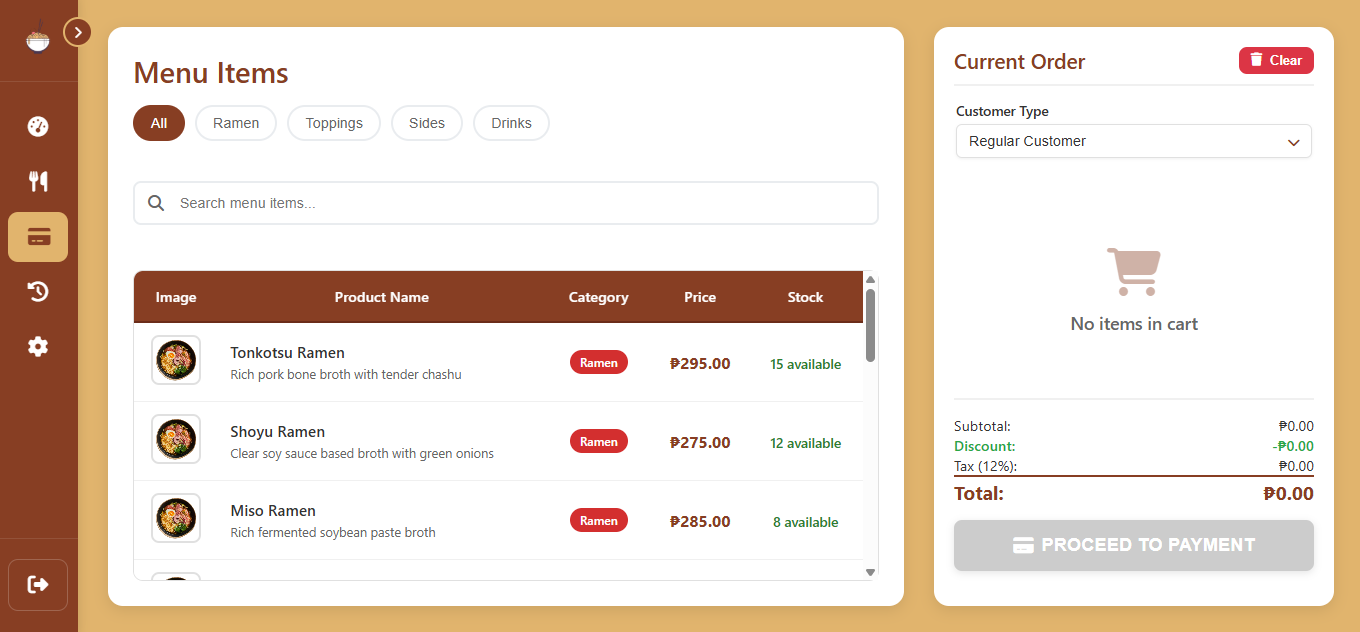 Menu Items
All Ramen Toppings Sides Drinks
Search menu items...
Image Product Name Category Price Stock
Tonkotsu Ramen
Rich pork bone broth with tender chashu
Ramen ₱295.00 15 available
Shoyu Ramen
Clear soy sauce based broth with green onions
Ramen ₱275.00 12 available
Miso Ramen
Rich fermented soybean paste broth
Ramen ₱285.00 8 available
Current Order
Clear
Customer Type
Regular Customer
No items in cart
Subtotal: ₱0.00
Discount: -₱0.00
Tax (12%): ₱0.00
Total: ₱0.00
PROCEED TO PAYMENT